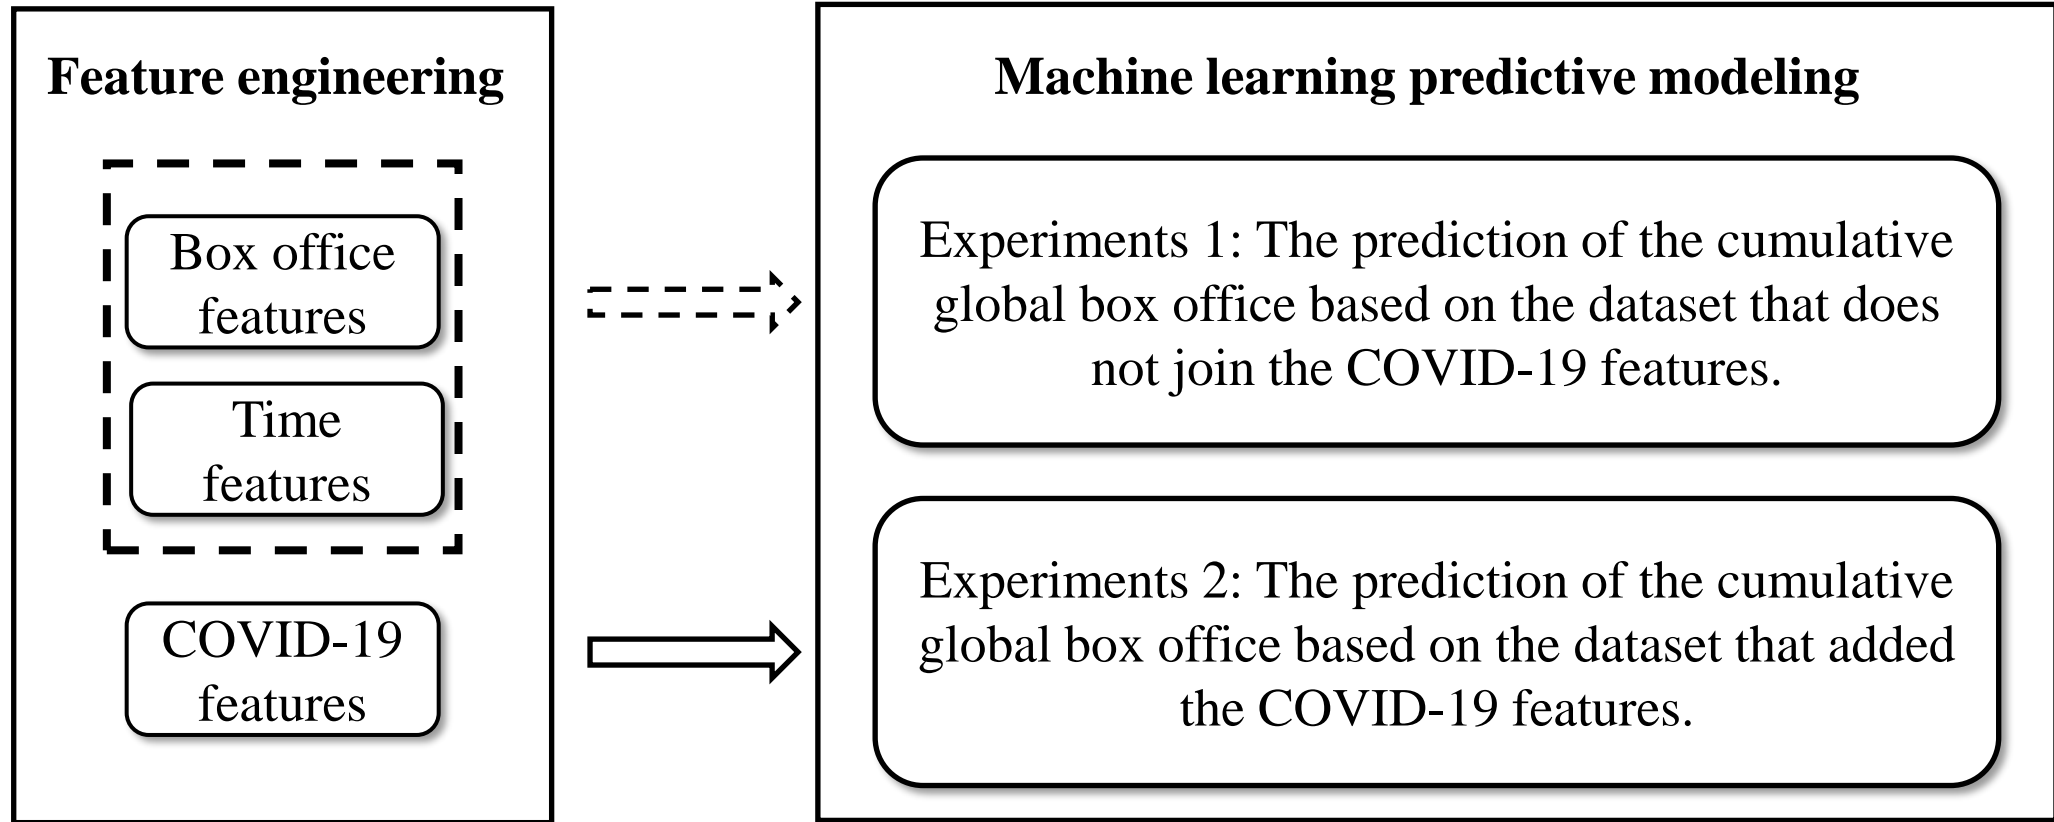 Feature engineering
Box office
features
Time
features
COVID-19
features
Machine learning predictive modeling
Experiments 1: The prediction of the cumulative
global box office based on the dataset that does
not join the COVID-19 features.
Experiments 2: The prediction of the cumulative
global box office based on the dataset that added
the COVID-19 features.